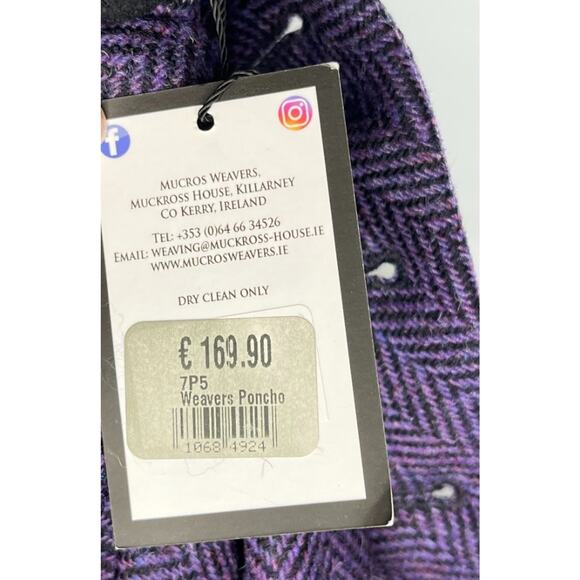 f
MUCROS WEAVERS,
MUCKROSS HOUSE, KILLARNEY
CO KERRY, IRELAND
TEL: +353 (0)64 66 34526
EMAIL: WEAVING@MUCKROSS-HOUSE.IE
WWW.MUCROSWEAVERS.IE
DRY CLEAN ONLY
€ 169.90
7P5
Weavers Poncho
1068 4924